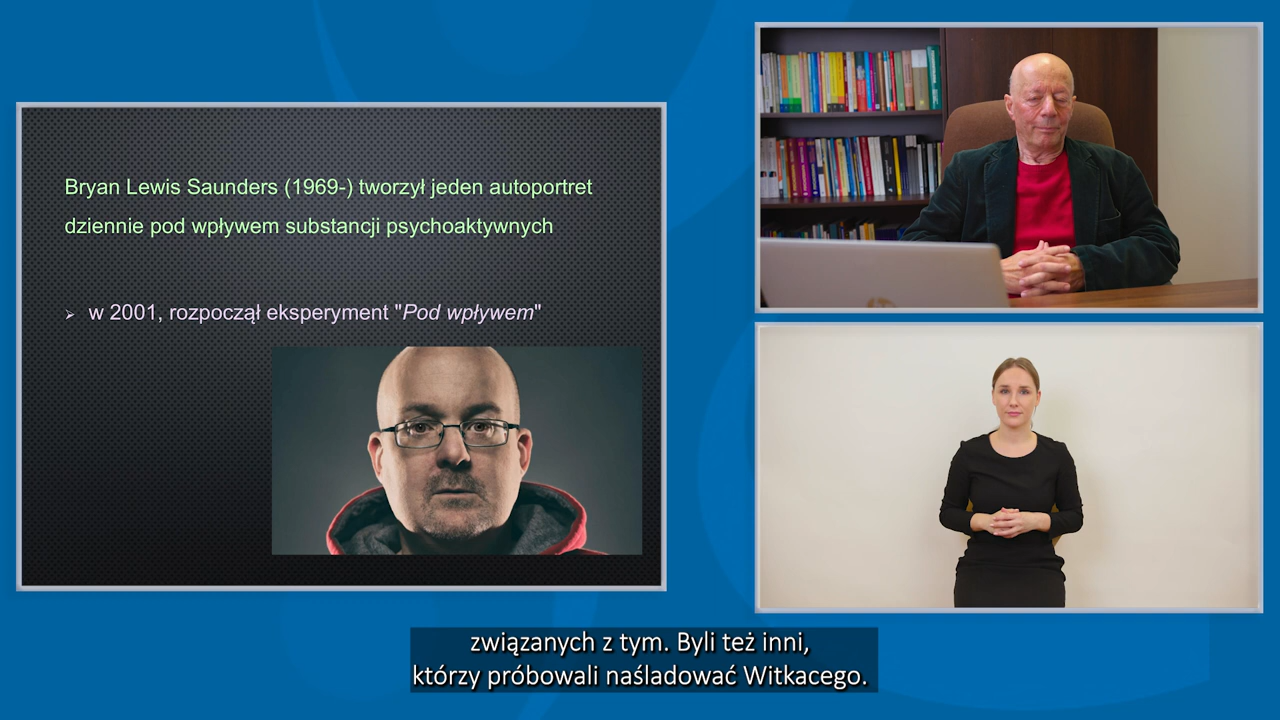 Bryan Lewis Saunders (1969-) tworzył jeden autoportret
dziennie pod wpływem substancji psychoaktywnych
w 2001, rozpoczął eksperyment "Pod wpływem"
związanych z tym. Byli też inni,
którzy próbowali naśladować Witkacego.